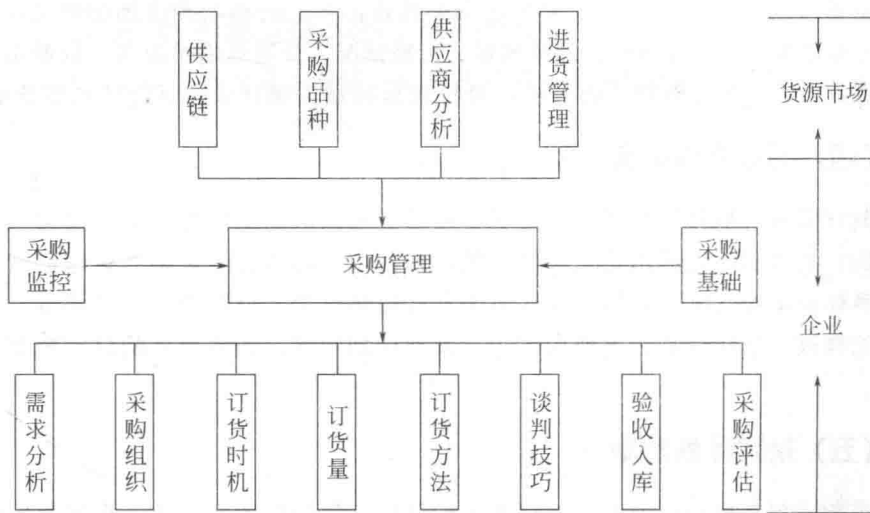 供应链
采购品种
供应商分析
进货管理
货源市场
采购
监控
采购管理
采购
基础
企业
需求分析
采购组织
订货时机
订货量
订货方法
谈判技巧
验收入库
采购评估